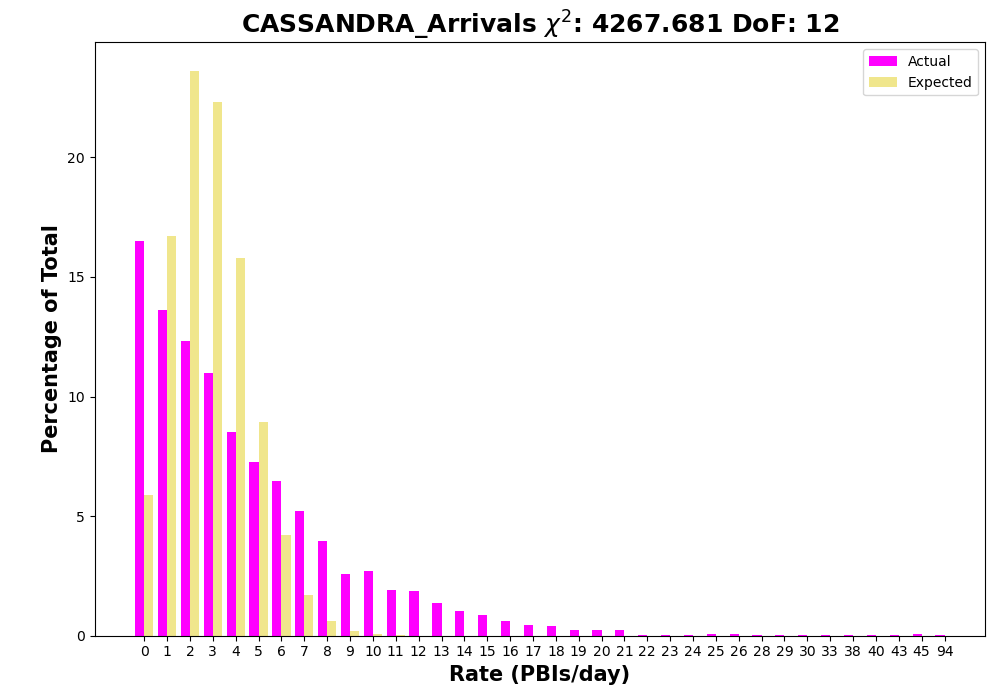 CASSANDRA_Arrivals χ²: 4267.681 DoF: 12
Actual
Expected
Percentage of Total
20
15
10
5
0
0 1 2 3 4 5 6 7 8 9 10 11 12 13 14 15 16 17 18 19 20 21 22 23 24 25 26 28 29 30 33 38 40 43 45 94
Rate (PBIs/day)